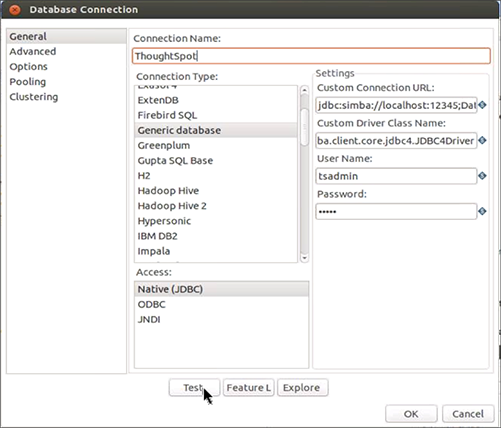 Database Connection
General
Advanced
Options
Pooling
Clustering
Connection Name:
ThoughtSpot
Connection Type:
Exasol 4
ExtenDB
Firebird SQL
Generic database
Greenplum
Gupta SQL Base
H2
Hadoop Hive
Hadoop Hive 2
Hypersonic
IBM DB2
Impala
Access:
Native (JDBC)
ODBC
JNDI
Settings
Custom Connection URL:
jdbc:simba://localhost:12345;Dat
Custom Driver Class Name:
ba.client.core.jdbc4.JDBC4Driver
User Name:
tsadmin
Password:
•••••
Test
Feature L
Explore
OK
Cancel